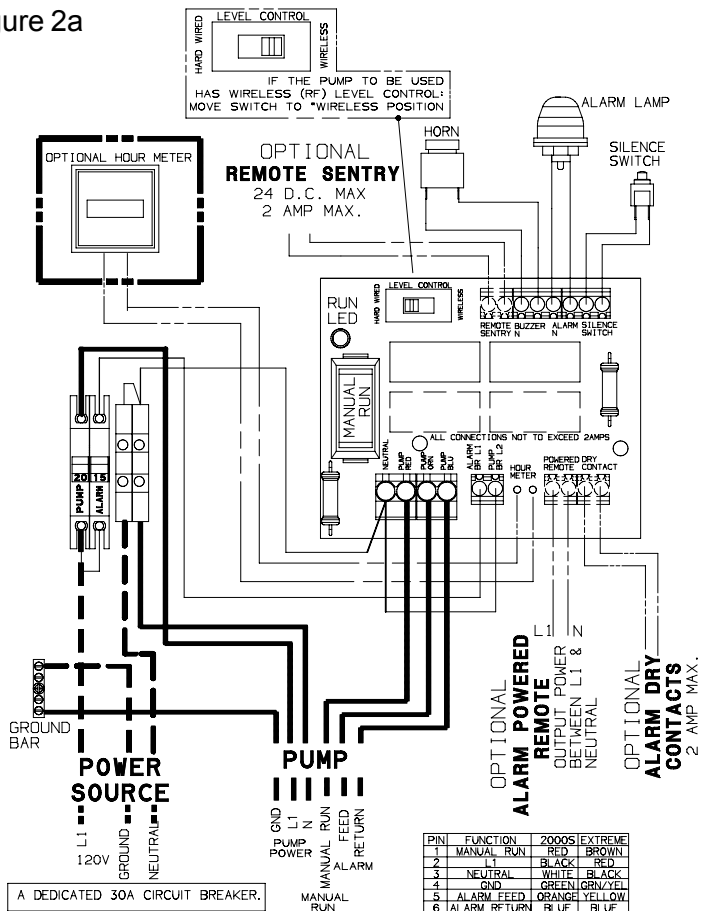 ure 2a
LEVEL CONTROL
HARD WIRED
WIRELESS
IF THE PUMP TO BE USED
HAS WIRELESS (RF) LEVEL CONTROL:
MOVE SWITCH TO "WIRELESS POSITION
ALARM LAMP
HORN
SILENCE
SWITCH
OPTIONAL HOUR METER
OPTIONAL
REMOTE SENTRY
24 D.C. MAX
2 AMP MAX.
RUN
LED
HARD WIRED
LEVEL CONTROL
WIRELESS
REMOTE BUZZER ALARM SILENCE
SENTRY N N SWITCH
MANUAL
RUN
ALL CONNECTIONS NOT TO EXCEED 2AMPS
NEUTRAL
PUMP
RED
PUMP
ORN
PUMP
BLU
ALARM
BR L1
PUMP
BR L2
HOUR
METER
POWERED DRY
REMOTE CONTACT
20 15
PUMP
ALARM
GROUND
BAR
POWER
SOURCE
L1
120V
GROUND
NEUTRAL
PUMP
GND
L1
N
PUMP
POWER
MANUAL RUN
FEED
RETURN
ALARM
MANUAL
RUN
L1 N
OPTIONAL
ALARM POWERED
REMOTE
OUTPUT POWER
BETWEEN L1 &
NEUTRAL
OPTIONAL
ALARM DRY
CONTACTS
2 AMP MAX.
A DEDICATED 30A CIRCUIT BREAKER.
PIN FUNCTION 2000S EXTREME
1 MANUAL RUN RED BROWN
2 L1 BLACK RED
3 NEUTRAL WHITE BLACK
4 GND GREEN GRN/YEL
5 ALARM FEED ORANGE YELLOW
6 ALARM RETURN BLUE BLUE